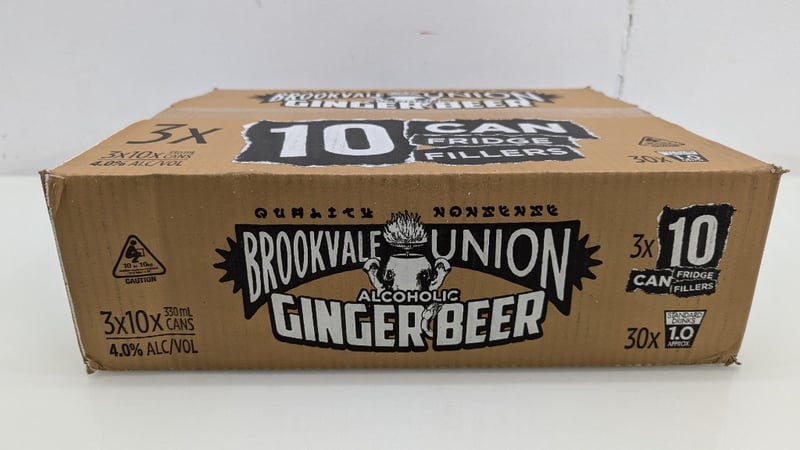 BROOKVALE UNION
GINGER BEER
3x
10 CAN
FRIDGE
FILLERS
3x10x 330mL CANS
4.0% ALC/VOL
30x 1.0
QUALITY NONSENSE
BROOKVALE UNION
ALCOHOLIC
GINGER BEER
CAUTION
3x10x 330mL CANS
4.0% ALC/VOL
3x 10
CAN FRIDGE
FILLERS
30x STANDARD
DRINKS
1.0
APPROX